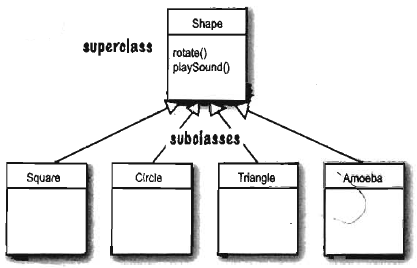 Shape
superclass
rotate()
playSound()
subclasses
Square
Circle
Triangle
Amoeba